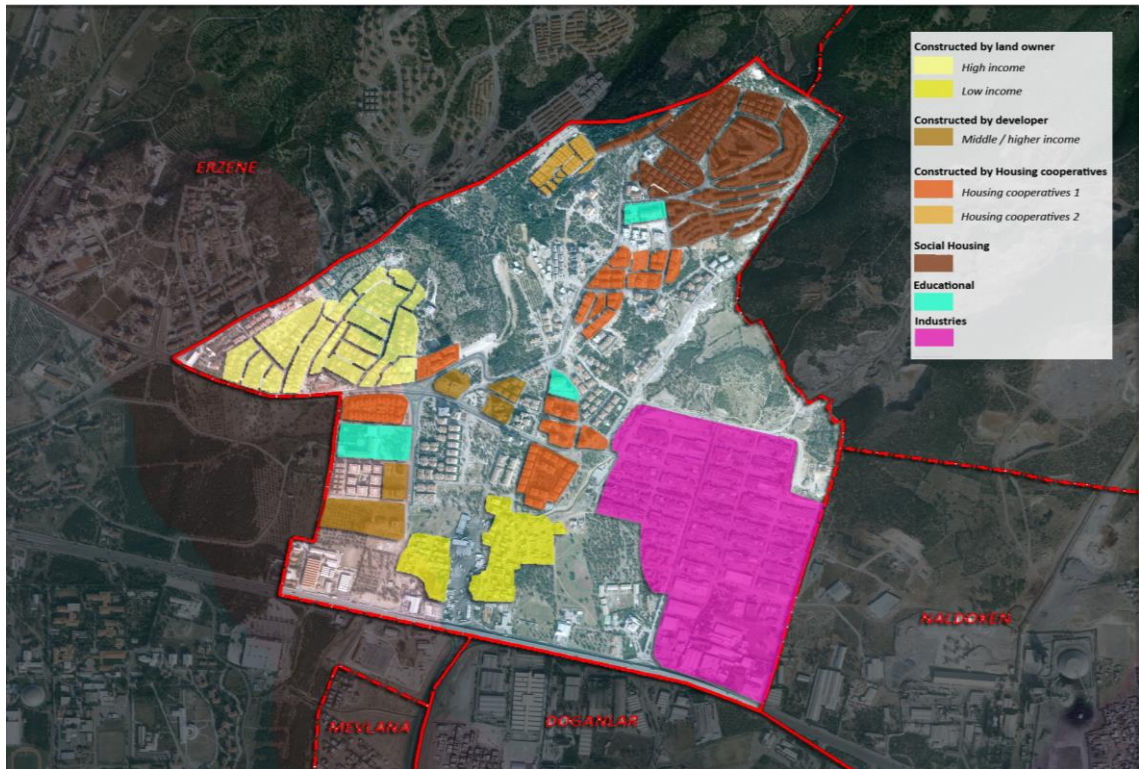 Constructed by land owner
High income
Low income
Constructed by developer
Middle / higher income
Constructed by Housing cooperatives
Housing cooperatives 1
Housing cooperatives 2
Social Housing
Educational
Industries
ERZENE
NALDOKEN
MEVLANA
DOGANLAR